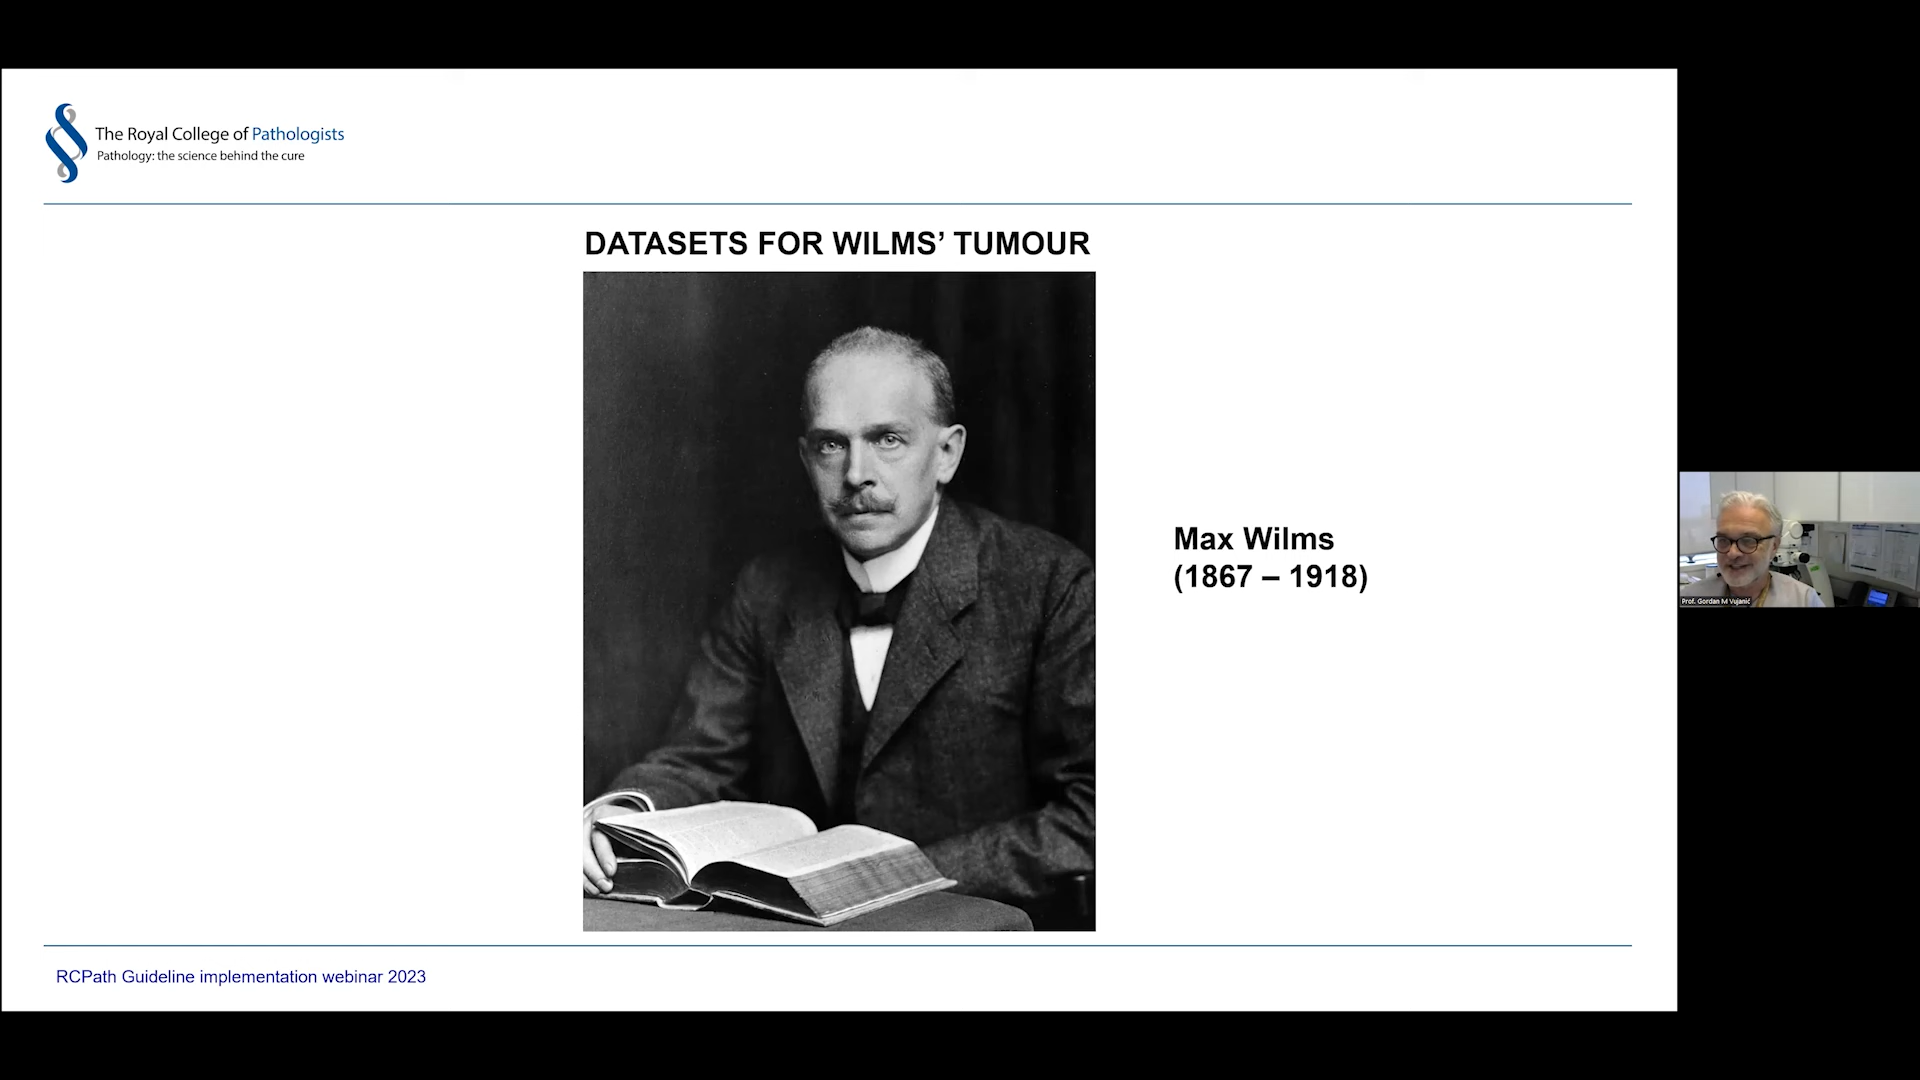 The Royal College of Pathologists
Pathology: the science behind the cure
DATASETS FOR WILMS’ TUMOUR
Max Wilms
(1867 – 1918)
Prof. Gordan M Vujanić
RCPath Guideline implementation webinar 2023